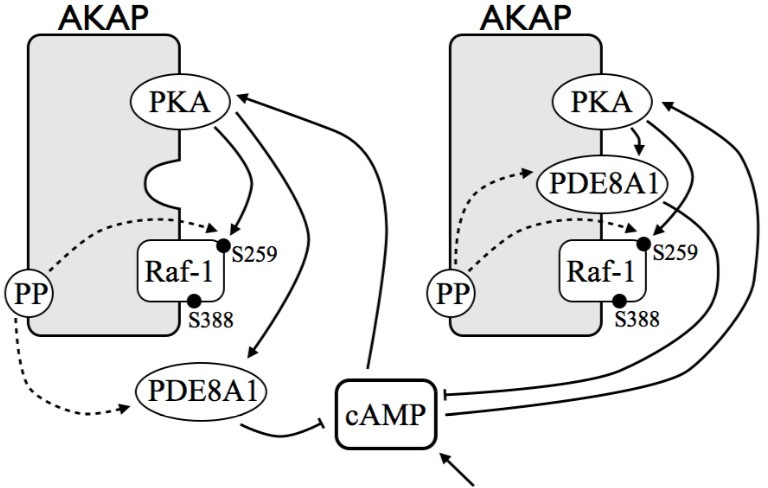 AKAP
PKA
S259
Raf-1
PP
S388
PDE8A1
cAMP
AKAP
PKA
PDE8A1
S259
Raf-1
PP
S388